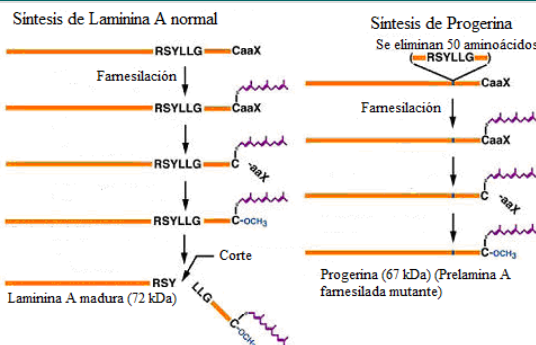 Síntesis de Laminina A normal
RSYLLG CaaX
Farnesilación
RSYLLG CaaX
RSYLLG C -aaX
RSYLLG C-OCH3
Corte
RSY LLG
Laminina A madura (72 kDa)
C-OCH3
Síntesis de Progerina
Se eliminan 50 aminoácidos
(RSYLLG)
CaaX
Farnesilación
CaaX
C -aaX
C-OCH3
Progerina (67 kDa) (Prelamina A
farnesilada mutante)